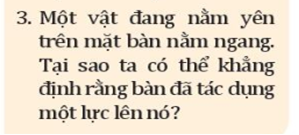 3. Một vật đang nằm yên
trên mặt bàn nằm ngang.
Tại sao ta có thể khẳng
định rằng bàn đã tác dụng
một lực lên nó?